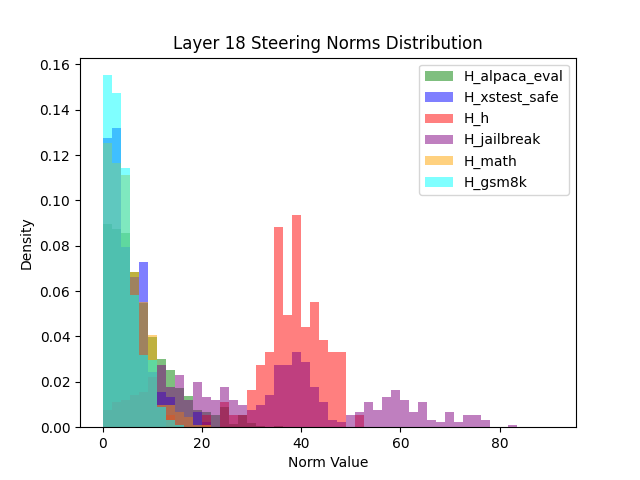 Layer 18 Steering Norms Distribution
0.16
0.14
0.12
0.10
0.08
0.06
0.04
0.02
0.00
Density
H_alpaca_eval
H_xstest_safe
H_h
H_jailbreak
H_math
H_gsm8k
0
20
40
60
80
Norm Value